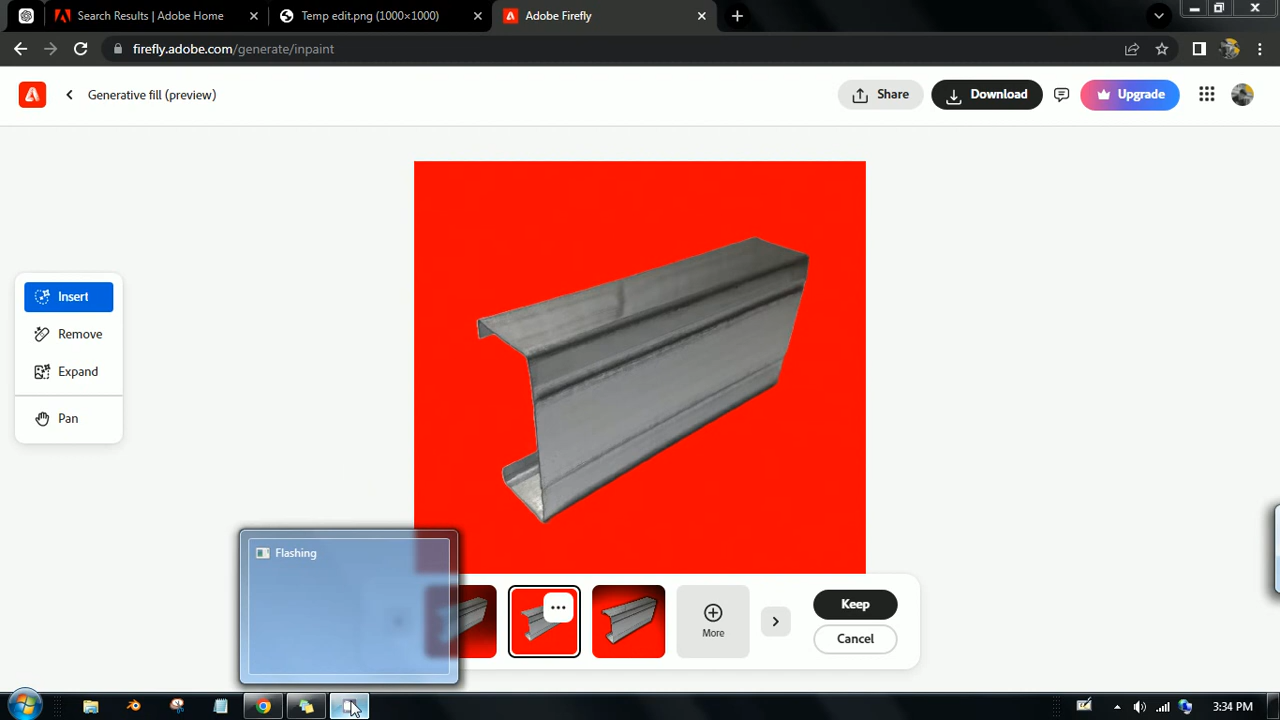 Search Results | Adobe Home
Temp edit.png (1000×1000)
Adobe Firefly
firefly.adobe.com/generate/inpaint
Generative fill (preview)
Share
Download
Upgrade
Insert
Remove
Expand
Pan
Flashing
More
Keep
Cancel
3:34 PM